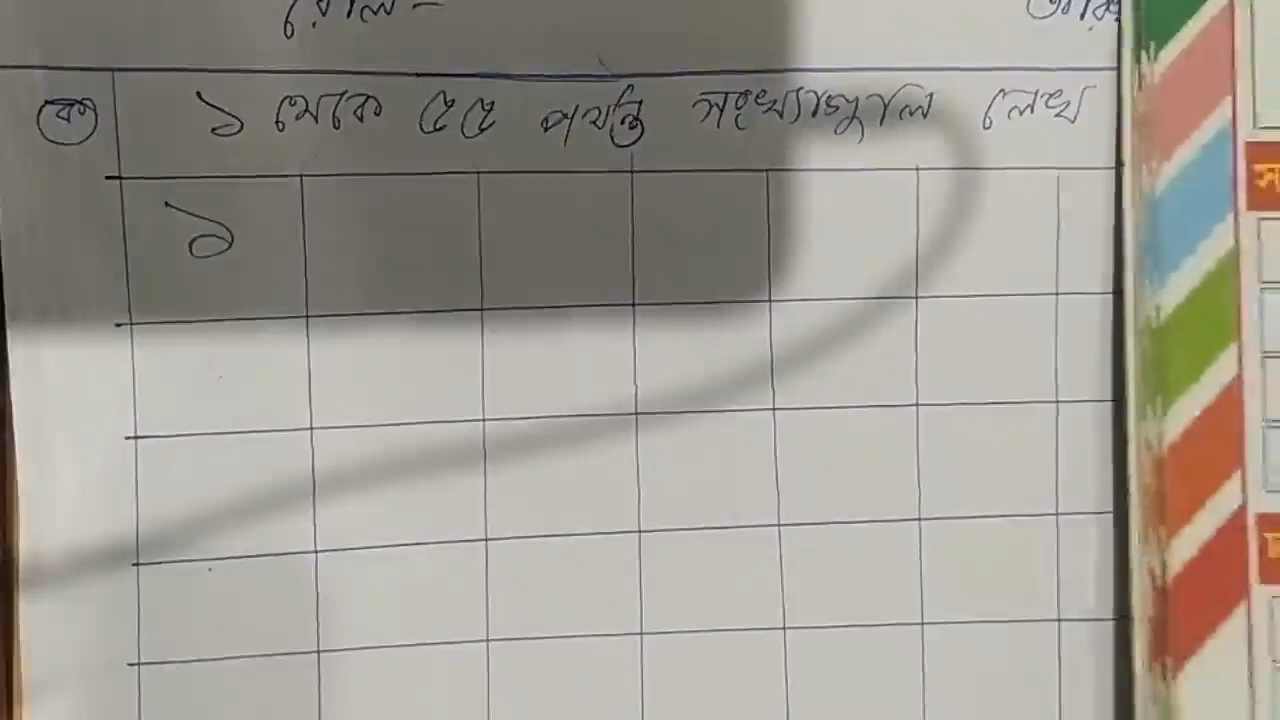 রোল-
ক ১ থেকে ৫৫ পর্যন্ত সংখ্যাগুলি লেখ
১